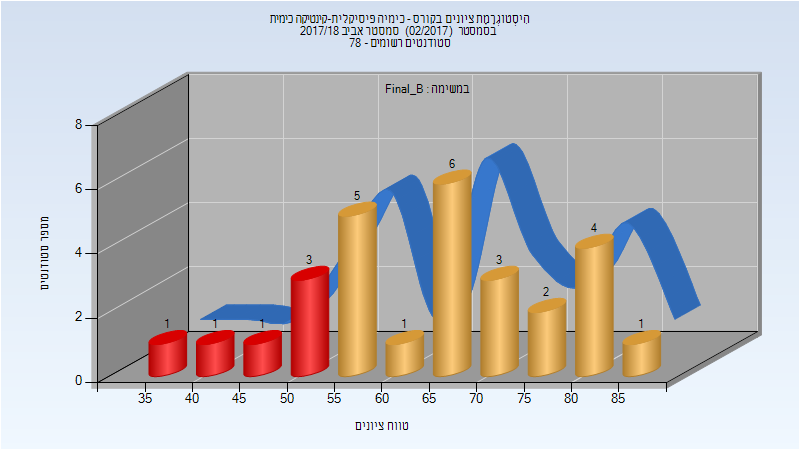 היסטוגרמת ציונים בקורס - כימיה פיסיקלית-קינטיקה כימית
בסמסטר (02/2017) סמסטר אביב 2017/18
סטודנטים רשומים - 78
במשימה : Final_B
מספר סטודנטים
8
6
4
2
0
1
1
1
3
5
1
6
3
2
4
1
35 40 45 50 55 60 65 70 75 80 85
טווח ציונים